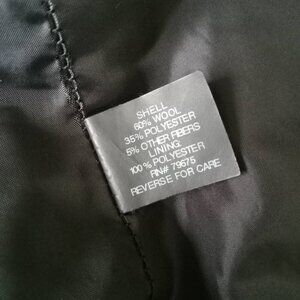 SHELL
60% WOOL
35% POLYESTER
5% OTHER FIBERS
LINING:
100% POLYESTER
RN# 79675
REVERSE FOR CARE